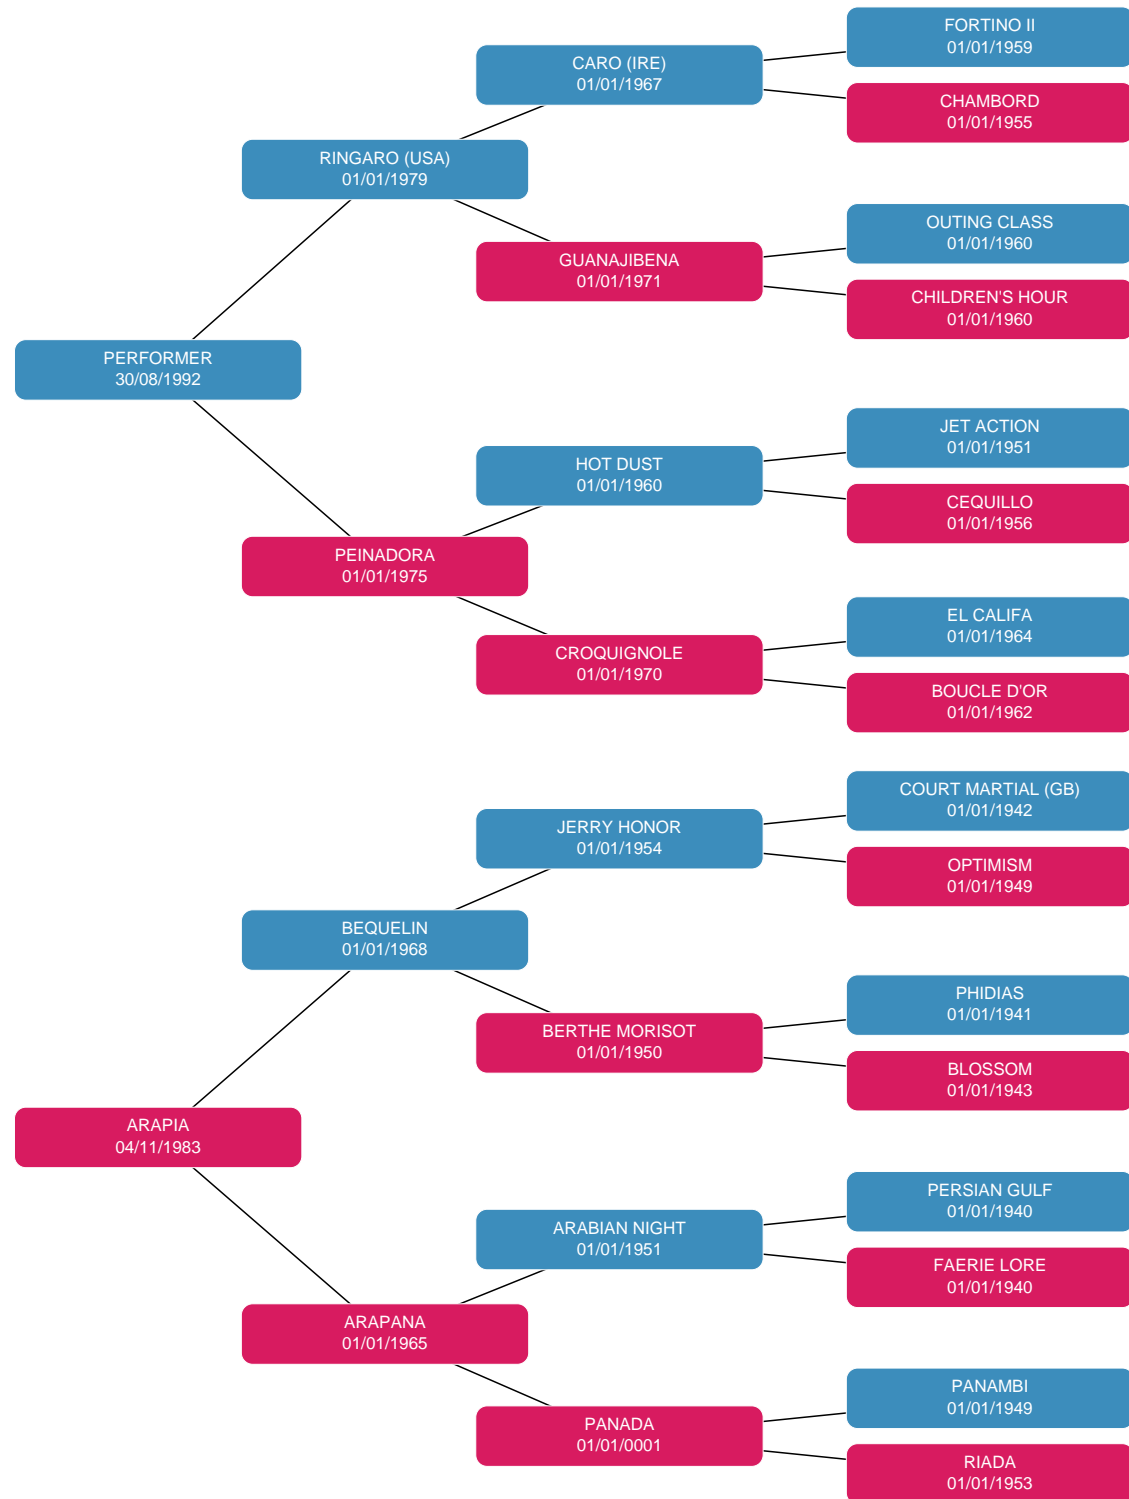 FORTINO II
01/01/1959
CARO (IRE)
01/01/1967
CHAMBORD
01/01/1955
RINGARO (USA)
01/01/1979
OUTING CLASS
01/01/1960
GUANAJIBENA
01/01/1971
CHILDREN'S HOUR
01/01/1960
PERFORMER
30/08/1992
JET ACTION
01/01/1951
HOT DUST
01/01/1960
CEQUILLO
01/01/1956
PEINADORA
01/01/1975
EL CALIFA
01/01/1964
CROQUIGNOLE
01/01/1970
BOUCLE D'OR
01/01/1962
COURT MARTIAL (GB)
01/01/1942
JERRY HONOR
01/01/1954
OPTIMISM
01/01/1949
BEQUELIN
01/01/1968
PHIDIAS
01/01/1941
BERTHE MORISOT
01/01/1950
BLOSSOM
01/01/1943
ARAPIA
04/11/1983
PERSIAN GULF
01/01/1940
ARABIAN NIGHT
01/01/1951
FAERIE LORE
01/01/1940
ARAPANA
01/01/1965
PANAMBI
01/01/1949
PANADA
01/01/0001
RIADA
01/01/1953